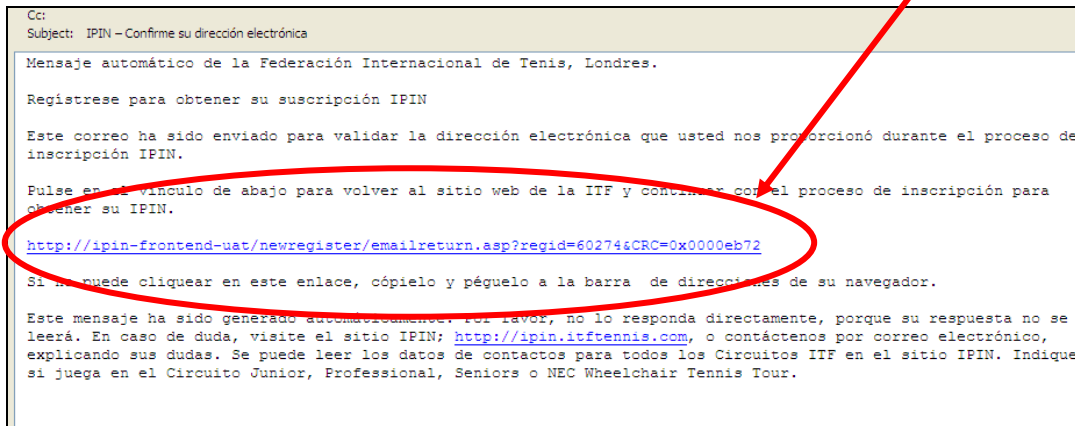 Cc:
Subject: IPIN – Confirme su dirección electrónica
Mensaje automático de la Federación Internacional de Tenis, Londres.
Regístrese para obtener su suscripción IPIN
Este correo ha sido enviado para validar la dirección electrónica que usted nos proporcionó durante el proceso de
inscripción IPIN.
Pulse en el vínculo de abajo para volver al sitio web de la ITF y continuar con el proceso de inscripción para
obtener su IPIN.
http://ipin-frontend-uat/newregister/emailreturn.asp?regid=60274&CRC=0x0000eb72
Si no puede cliquear en este enlace, cópielo y péguelo a la barra de direcciones de su navegador.
Este mensaje ha sido generado automáticamente. Por favor, no lo responda directamente, porque su respuesta no se
leerá. En caso de duda, visite el sitio IPIN; http://ipin.itftennis.com, o contáctenos por correo electrónico,
explicando sus dudas. Se puede leer los datos de contactos para todos los Circuitos ITF en el sitio IPIN. Indique
si juega en el Circuito Junior, Professional, Seniors o NEC Wheelchair Tennis Tour.